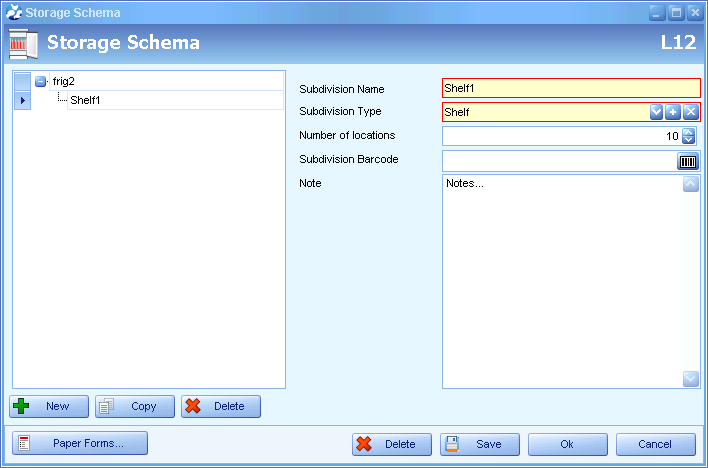 Storage Schema
Storage Schema L12
frig2
Shelf1
Subdivision Name Shelf1
Subdivision Type Shelf
Number of locations 10
Subdivision Barcode
Note Notes...
New Copy Delete
Paper Forms... Delete Save Ok Cancel